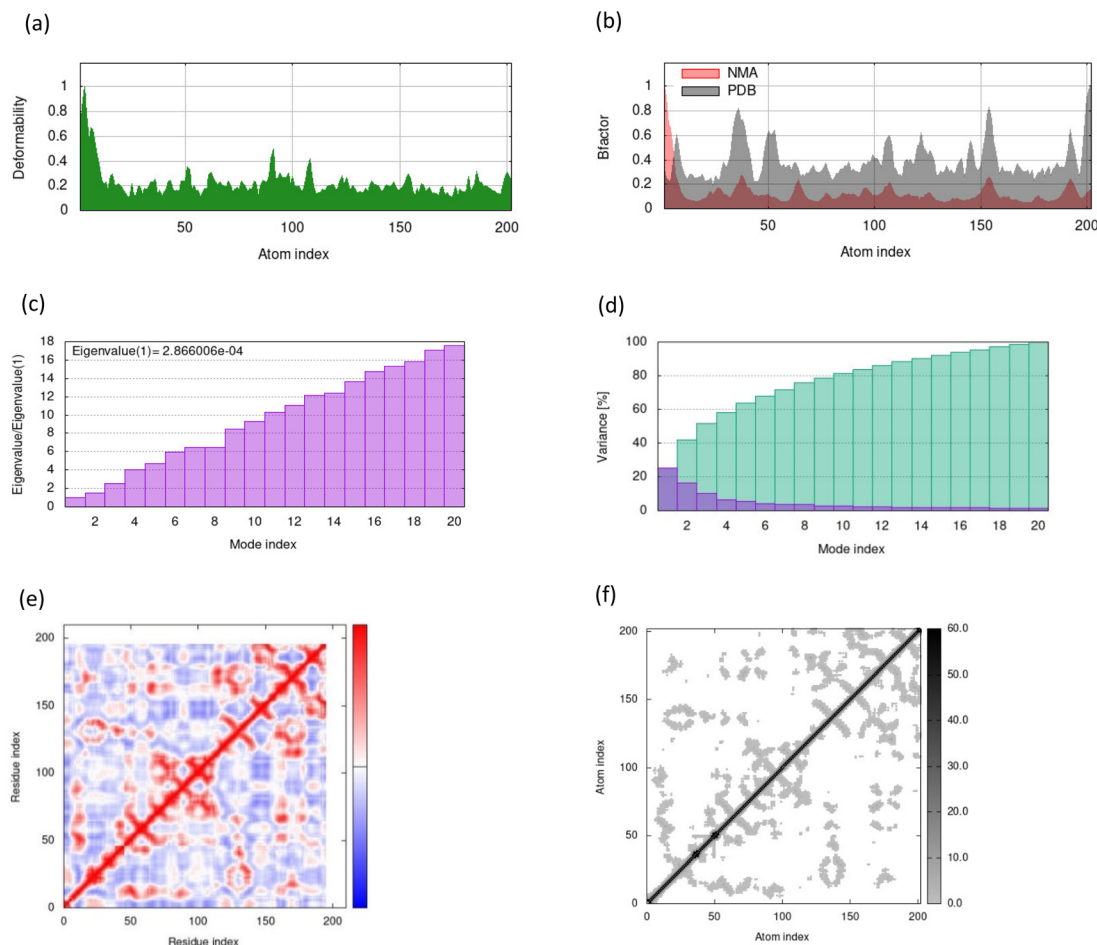 (a)
Deformability
1
0.8
0.6
0.4
0.2
0
50
100
150
200
Atom index
(b)
NMA
PDB
Bfactor
1
0.8
0.6
0.4
0.2
0
50
100
150
200
Atom index
(c)
Eigenvalue(1)= 2.866006e-04
Eigenvalue/Eigenvalue(1)
18
16
14
12
10
8
6
4
2
0
2 4 6 8 10 12 14 16 18 20
Mode index
(d)
Variance [%]
100
80
60
40
20
0
2 4 6 8 10 12 14 16 18 20
Mode index
(e)
Residue index
200
150
100
50
0
0 50 100 150 200
Residue index
(f)
Atom index
200
150
100
50
0
0 50 100 150 200
Atom index
60.0
50.0
40.0
30.0
20.0
10.0
0.0